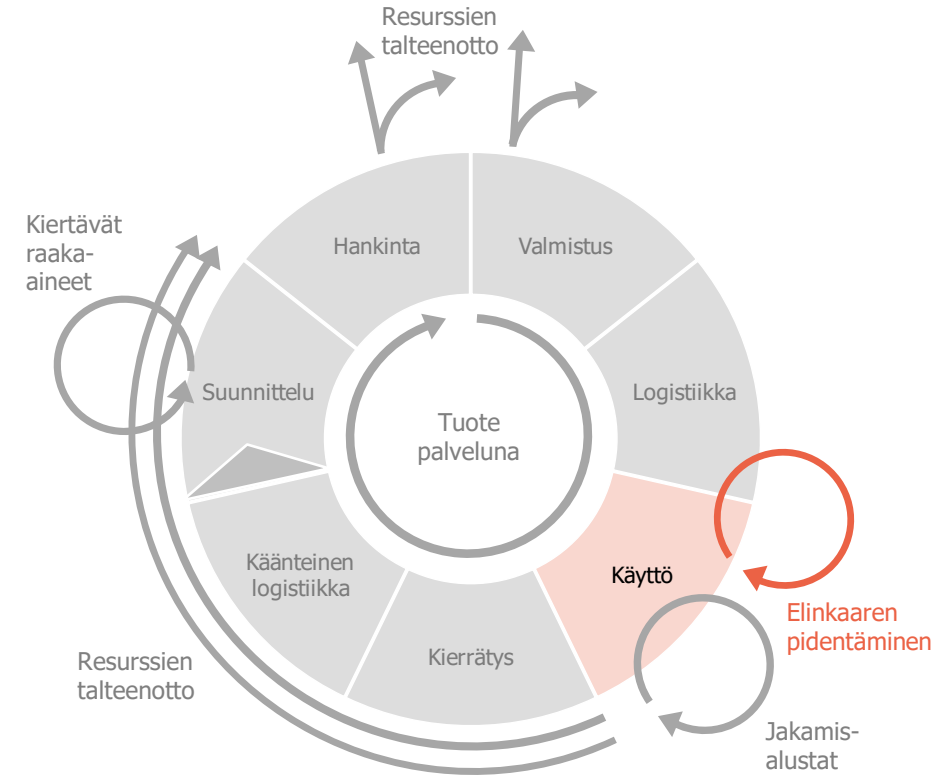 Resurssien
talteenotto
Kiertävät
raaka-
aineet
Hankinta
Valmistus
Suunnittelu
Logistiikka
Tuote
palveluna
Käänteinen
logistiikka
Käyttö
Kierrätys
Elinkaaren
pidentäminen
Resurssien
talteenotto
Jakamis-
alustat